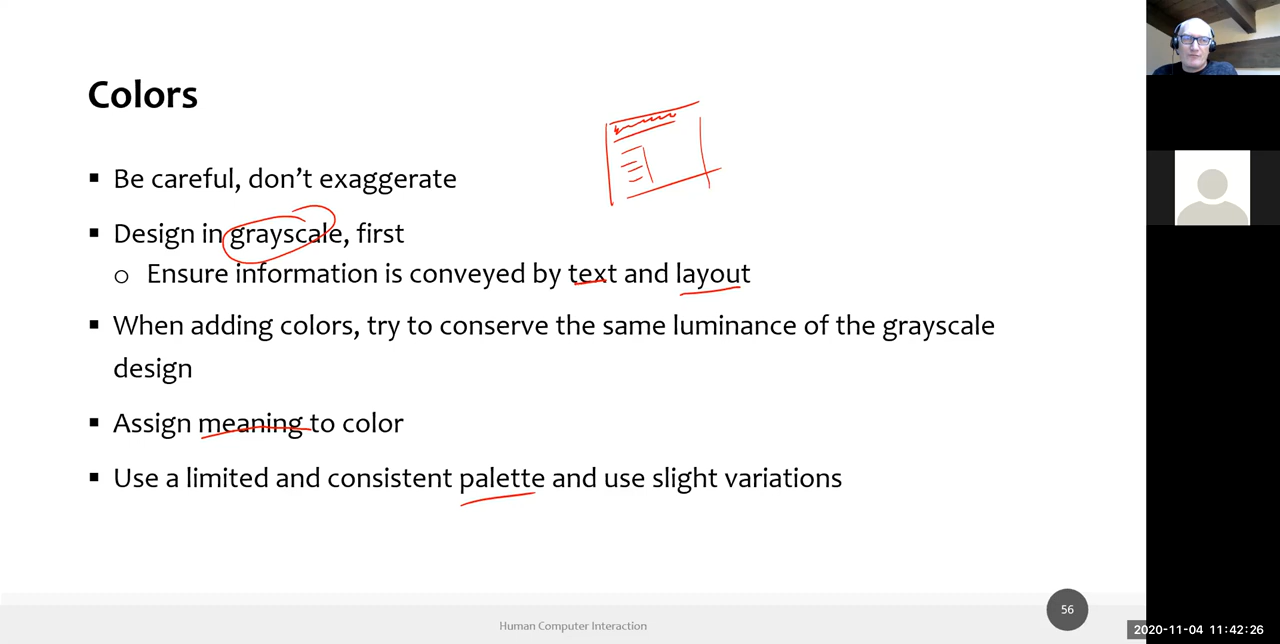 Colors
▪ Be careful, don’t exaggerate
▪ Design in grayscale, first
o Ensure information is conveyed by text and layout
▪ When adding colors, try to conserve the same luminance of the grayscale
design
▪ Assign meaning to color
▪ Use a limited and consistent palette and use slight variations
56
Human Computer Interaction
2020-11-04 11:42:26